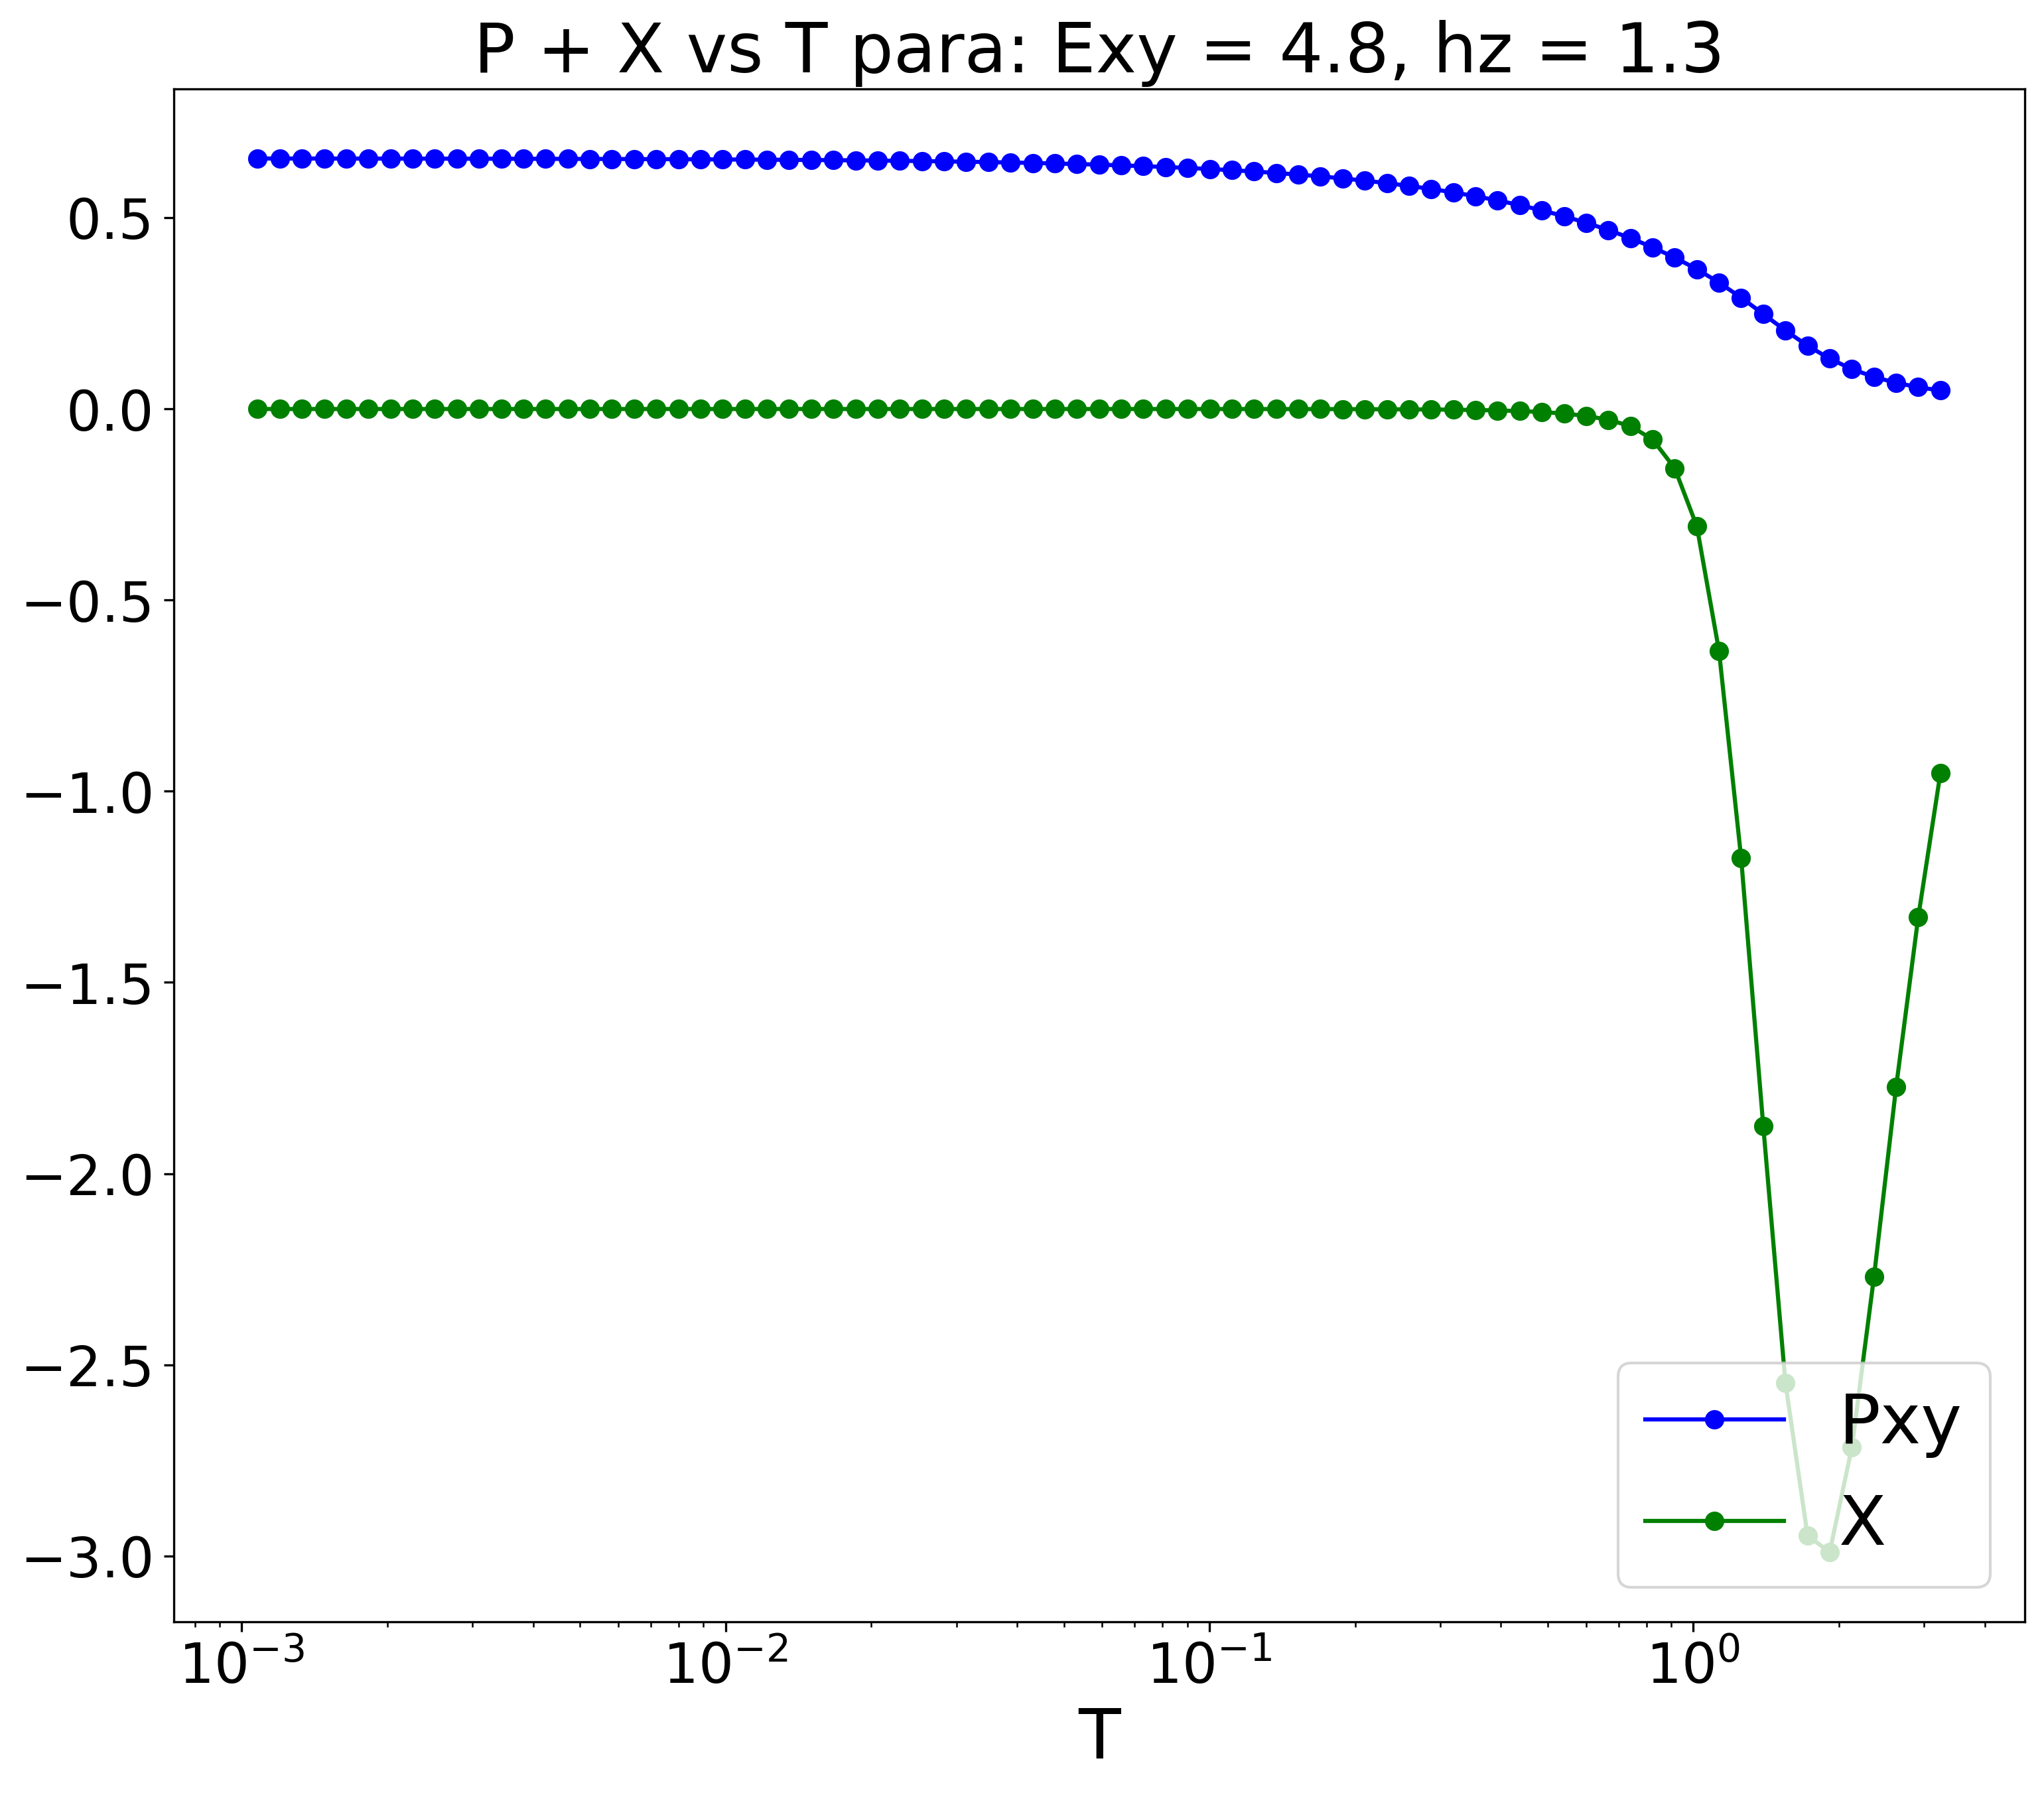 P + X vs T para: Exy = 4.8, hz = 1.3
0.5
0.0
−0.5
−1.0
−1.5
−2.0
−2.5
−3.0
Pxy
X
10⁻³ 10⁻² 10⁻¹ 10⁰
T